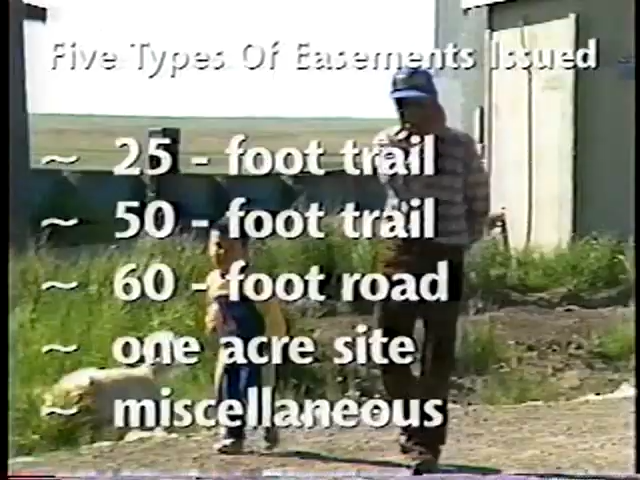 Five Types Of Easements Issued
~ 25 - foot trail
~ 50 - foot trail
~ 60 - foot road
~ one acre site
~ miscellaneous